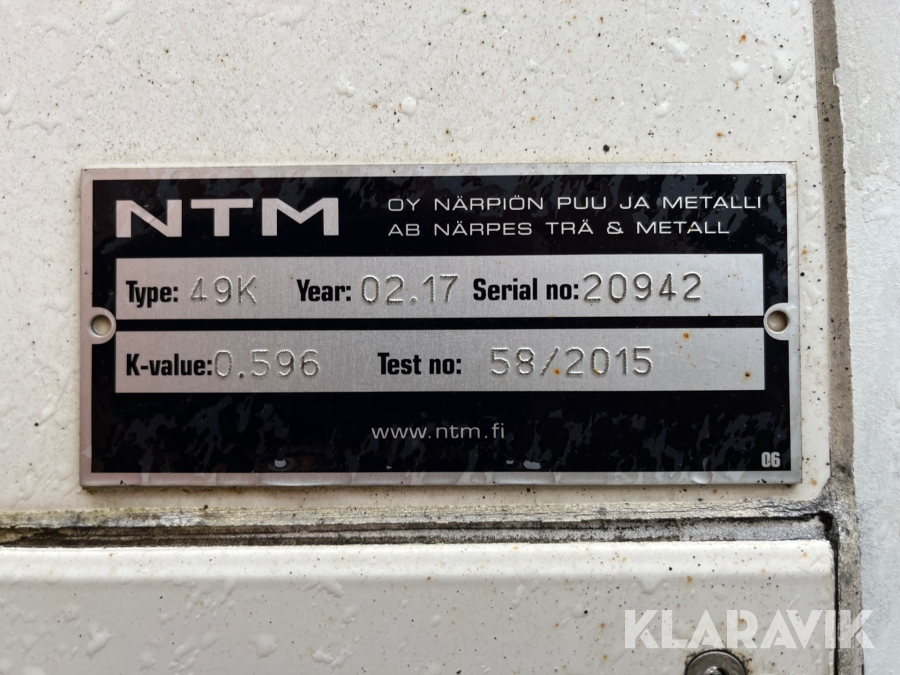 NTM
OY NÄRPIÖN PUU JA METALLI
AB NÄRPES TRÄ & METALL
Type: 49K Year: 02.17 Serial no: 20942
K-value: 0.596 Test no: 58/2015
www.ntm.fi
06
KLARAVIK